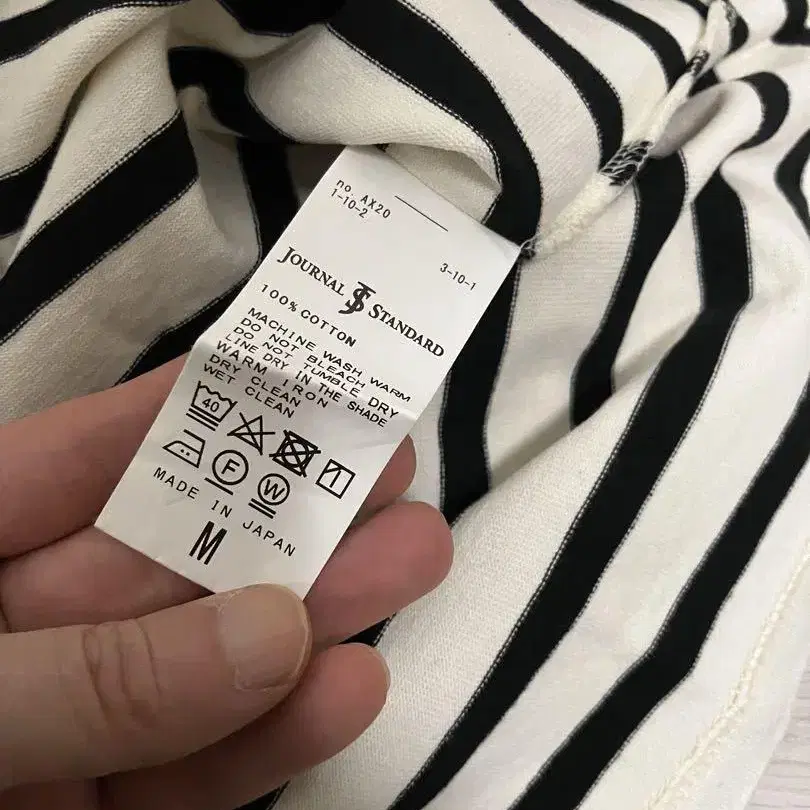 no. AX20
1-10-2
3-10-1
JOURNAL JS STANDARD
100% COTTON
MACHINE WASH WARM
DO NOT BLEACH
DO NOT TUMBLE DRY
LINE DRY IN THE SHADE
WARM IRON
DRY CLEAN
WET CLEAN
40
F
W
MADE IN JAPAN
M